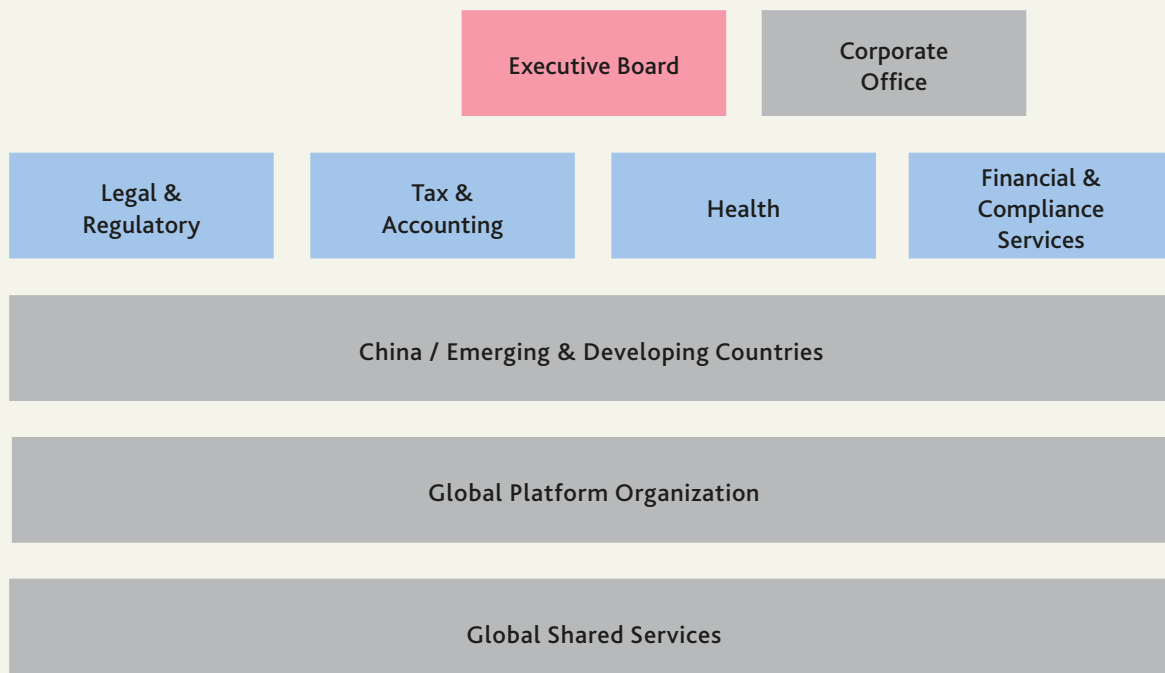 Executive Board
Corporate
Office
Legal &
Regulatory
Tax &
Accounting
Health
Financial &
Compliance
Services
China / Emerging & Developing Countries
Global Platform Organization
Global Shared Services